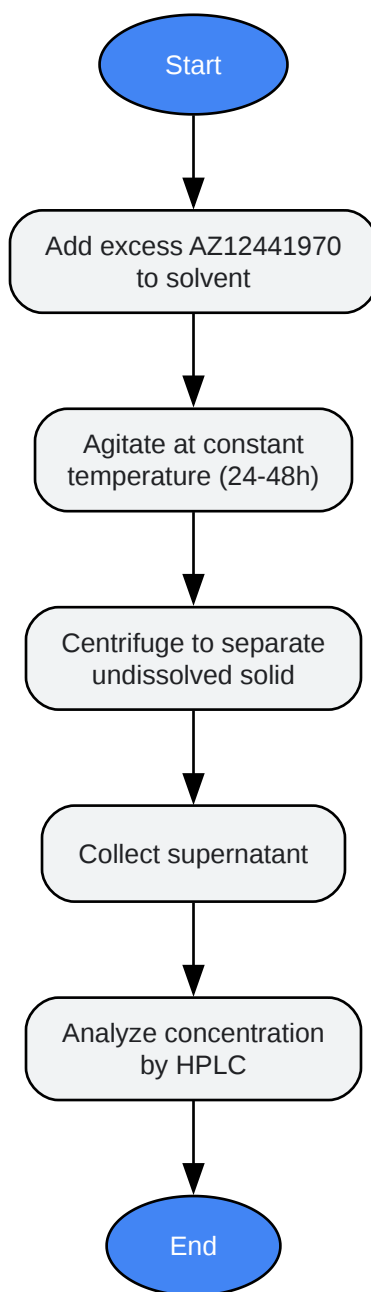 Start
Add excess AZ12441970
to solvent
Agitate at constant
temperature (24-48h)
Centrifuge to separate
undissolved solid
Collect supernatant
Analyze concentration
by HPLC
End